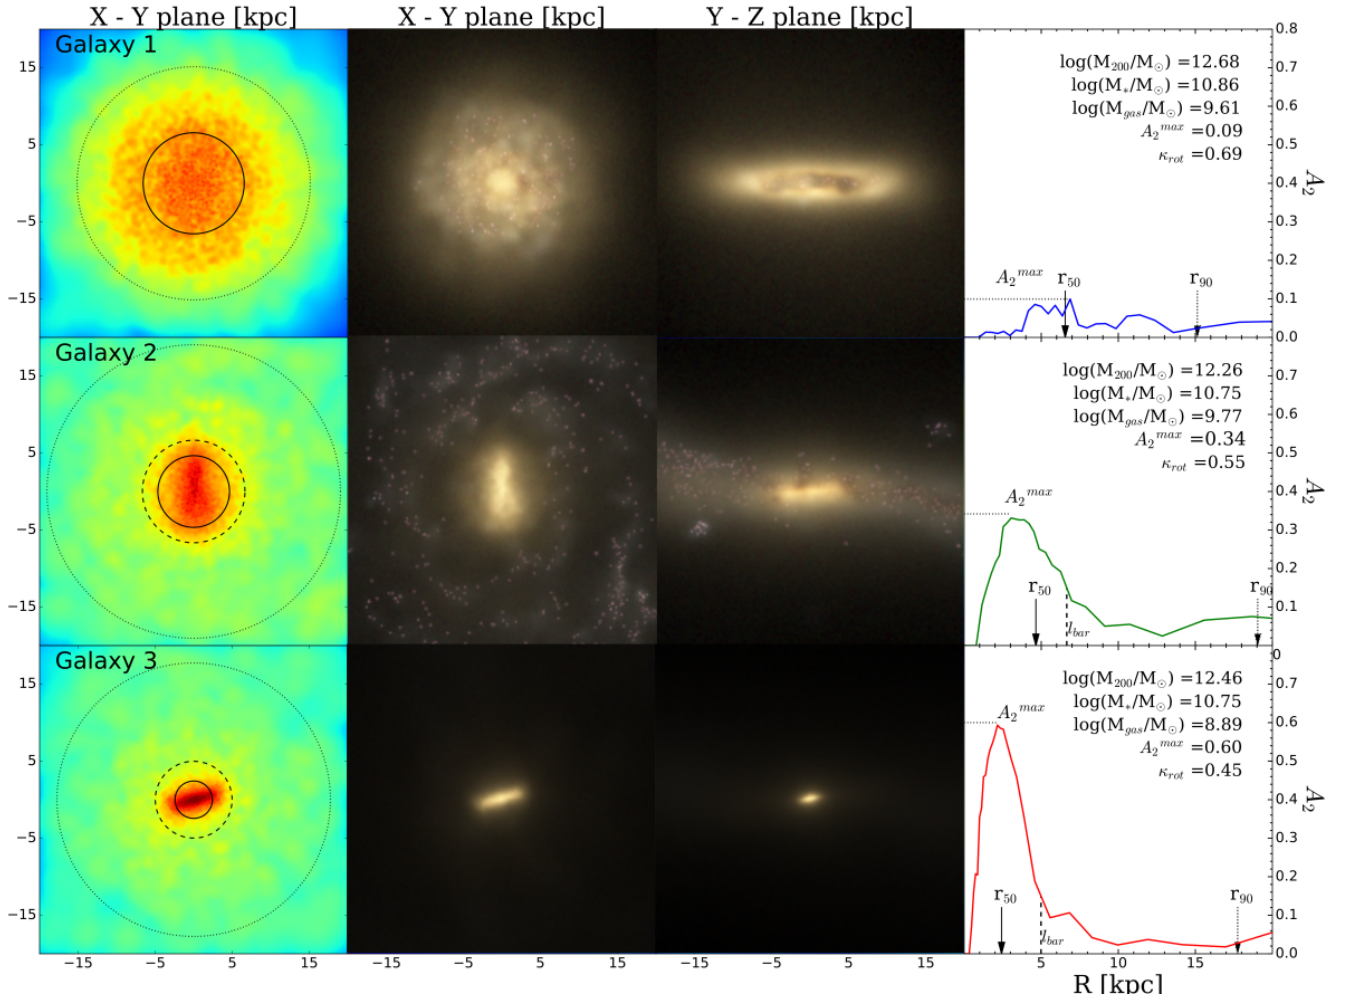 X - Y plane [kpc]
X - Y plane [kpc]
Y - Z plane [kpc]
Galaxy 1
15
5
−5
−15
log(M200/M⊙) =12.68
log(M*/M⊙) =10.86
log(Mgas/M⊙) =9.61
A2max =0.09
κrot =0.69
A2max
r50
r90
0.8
0.7
0.6
0.5
0.4
0.3
0.2
0.1
0.0
A2
Galaxy 2
15
5
−5
−15
log(M200/M⊙) =12.26
log(M*/M⊙) =10.75
log(Mgas/M⊙) =9.77
A2max =0.34
κrot =0.55
A2max
r50
lbar
r90
0.7
0.6
0.5
0.4
0.3
0.2
0.1
0
A2
Galaxy 3
15
5
−5
−15
log(M200/M⊙) =12.46
log(M*/M⊙) =10.75
log(Mgas/M⊙) =8.89
A2max =0.60
κrot =0.45
A2max
r50
lbar
r90
0.7
0.6
0.5
0.4
0.3
0.2
0.1
0.0
A2
−15 −5 5 15
−15 −5 5 15
−15 −5 5 15
5 10 15
R [kpc]